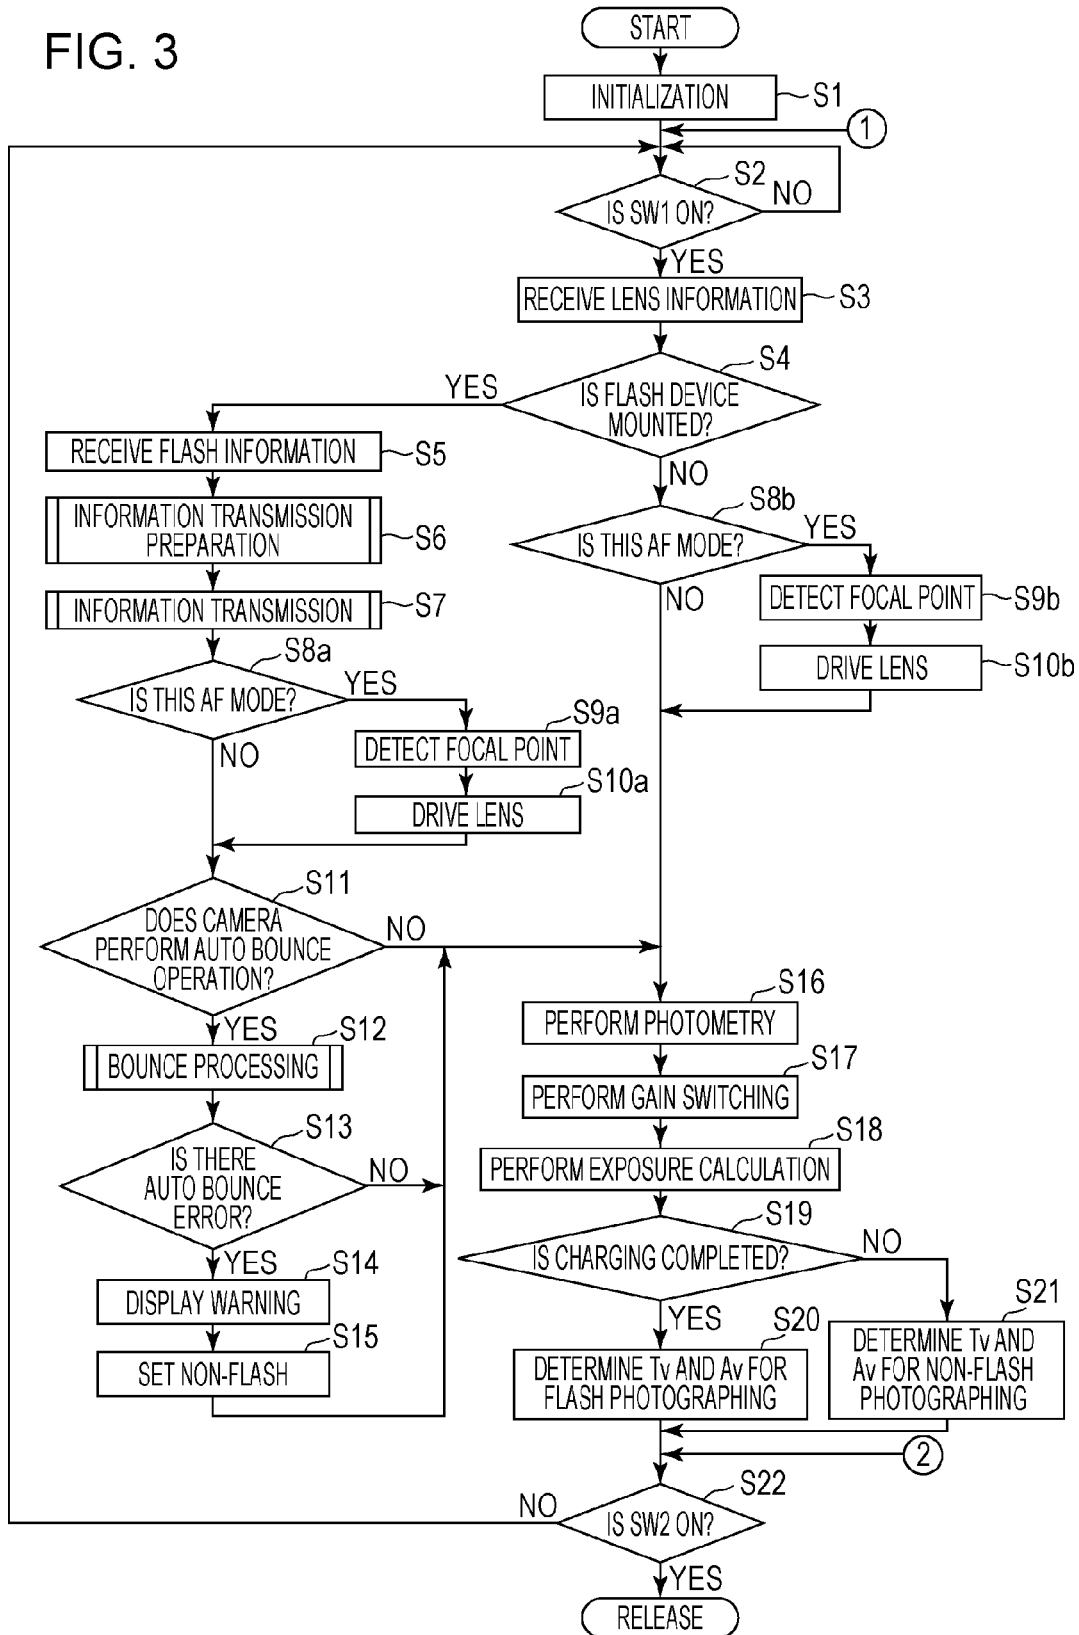 FIG. 3
START
INITIALIZATION
S1
1
S2
IS SW1 ON?
NO
YES
RECEIVE LENS INFORMATION
S3
S4
IS FLASH DEVICE
MOUNTED?
YES
NO
RECEIVE FLASH INFORMATION
S5
INFORMATION TRANSMISSION
PREPARATION
S6
INFORMATION TRANSMISSION
S7
S8a
IS THIS AF MODE?
YES
NO
S9a
DETECT FOCAL POINT
S10a
DRIVE LENS
S8b
IS THIS AF MODE?
YES
NO
DETECT FOCAL POINT
S9b
DRIVE LENS
S10b
S11
DOES CAMERA
PERFORM AUTO BOUNCE
OPERATION?
NO
YES
S12
BOUNCE PROCESSING
S13
IS THERE
AUTO BOUNCE
ERROR?
NO
YES
S14
DISPLAY WARNING
S15
SET NON-FLASH
S16
PERFORM PHOTOMETRY
S17
PERFORM GAIN SWITCHING
S18
PERFORM EXPOSURE CALCULATION
S19
IS CHARGING COMPLETED?
NO
YES
S20
DETERMINE Tv AND Av FOR
FLASH PHOTOGRAPHING
S21
DETERMINE Tv AND
Av FOR NON-FLASH
PHOTOGRAPHING
2
S22
IS SW2 ON?
NO
YES
RELEASE